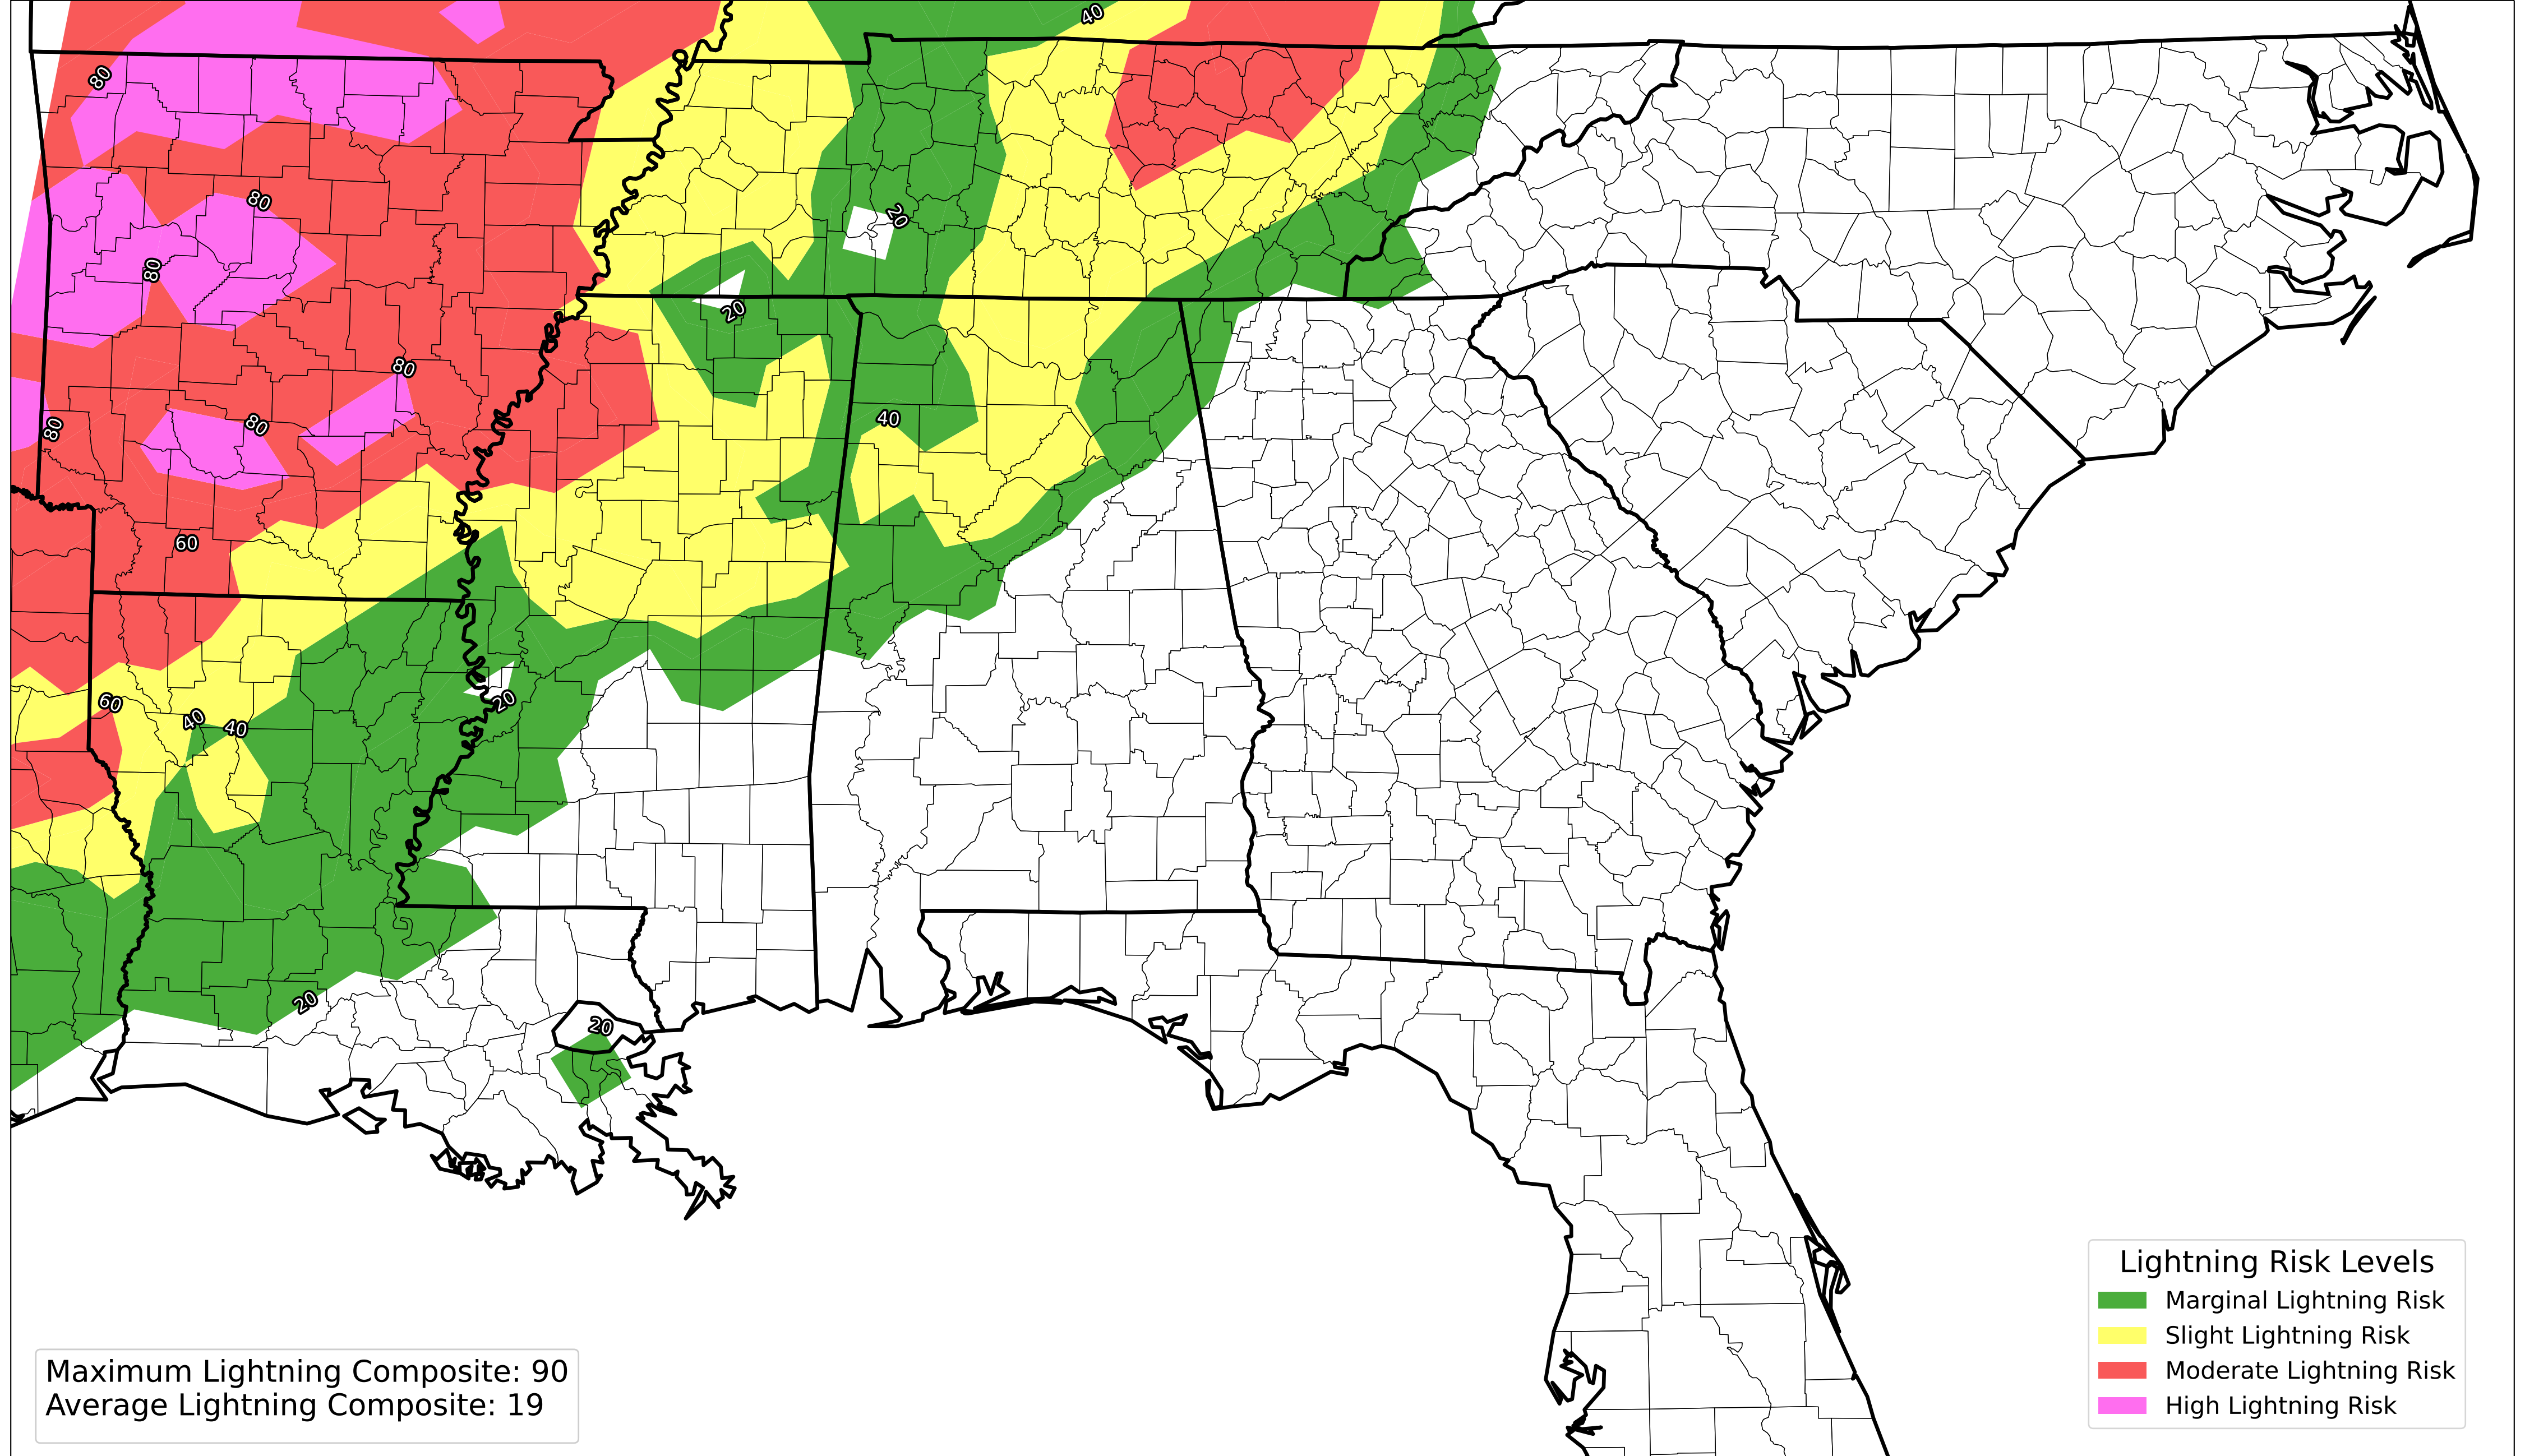 40
80
80
20
80
20
80
40
80
80
60
60
40
40
20
20
20
Lightning Risk Levels
Marginal Lightning Risk
Slight Lightning Risk
Moderate Lightning Risk
High Lightning Risk
Maximum Lightning Composite: 90
Average Lightning Composite: 19